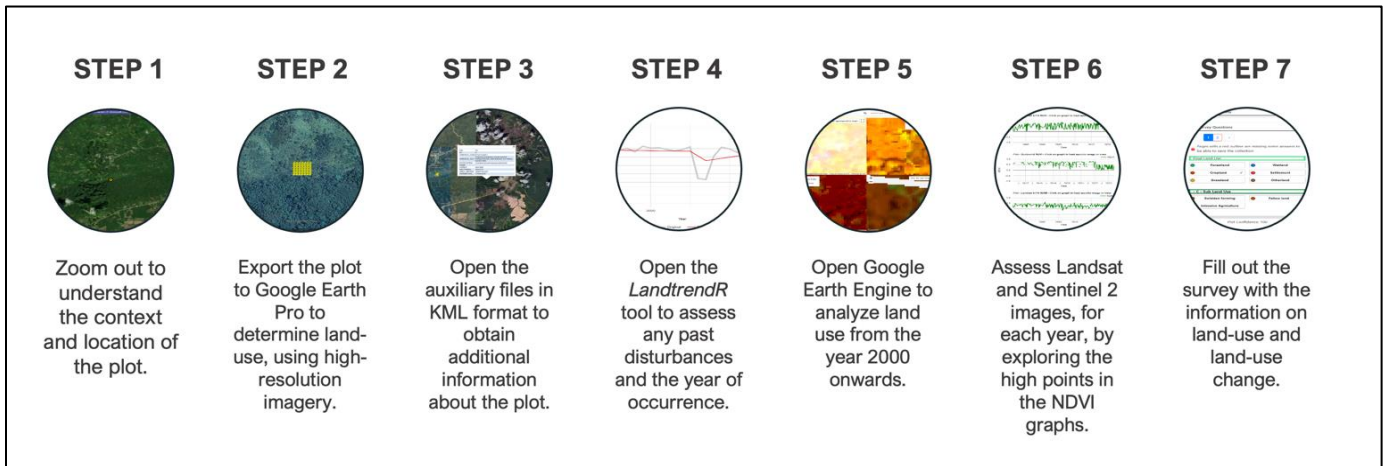 STEP 1
Zoom out to
understand
the context
and location of
the plot.
STEP 2
Export the plot
to Google Earth
Pro to
determine land-
use, using high-
resolution
imagery.
STEP 3
Open the
auxiliary files in
KML format to
obtain
additional
information
about the plot.
STEP 4
Open the
LandtrendR
tool to assess
any past
disturbances
and the year of
occurrence.
STEP 5
Open Google
Earth Engine to
analyze land
use from the
year 2000
onwards.
STEP 6
Assess Landsat
and Sentinel 2
images, for
each year, by
exploring the
high points in
the NDVI
graphs.
STEP 7
Fill out the
survey with the
information on
land-use and
land-use
change.